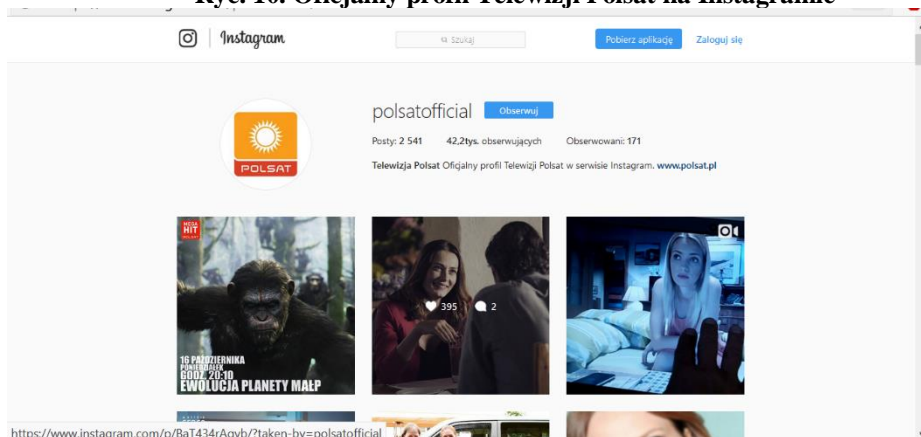 Ryc. 10. Oficjalny profil Telewizji Polsat na Instagramie
Instagram
Szukaj
Pobierz aplikację
Zaloguj się
polsatofficial
Obserwuj
Posty: 2 541
42,2tys. obserwujących
Obserwowani: 171
Telewizja Polsat Oficjalny profil Telewizji Polsat w serwisie Instagram. www.polsat.pl
POLSAT
MEGA
HIT
395
2
16 PAŹDZIERNIKA
PONIEDZIAŁEK
GODZ. 20:10
EWOLUCJA PLANETY MAŁP
https://www.instagram.com/p/BaT434rAgvb/?taken-by=polsatofficial